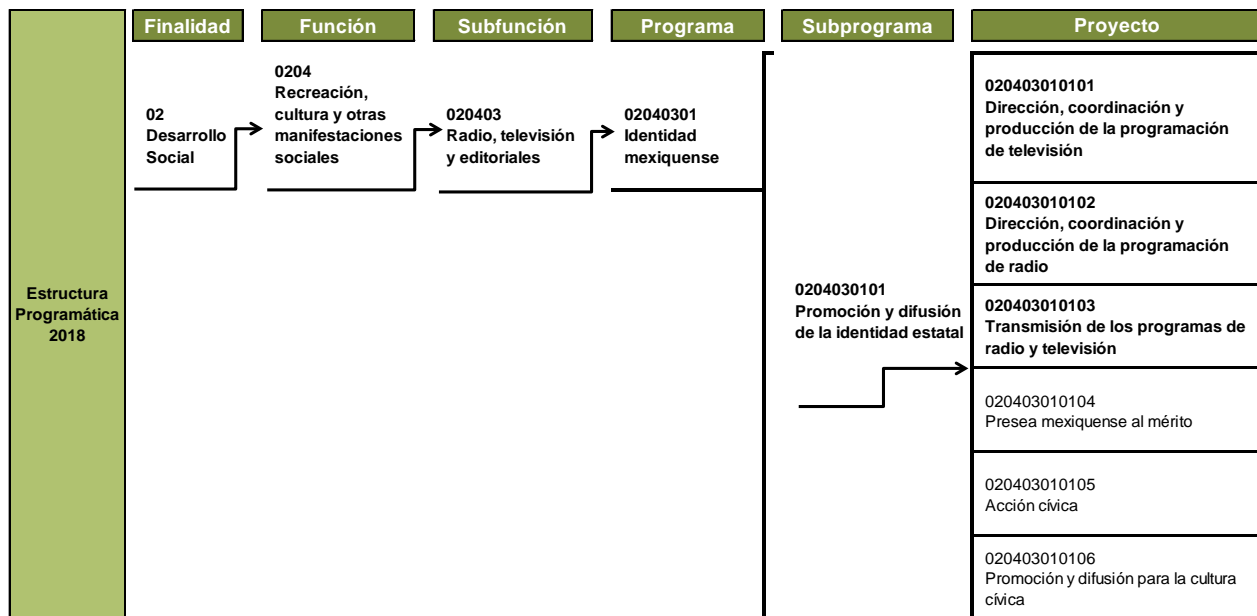 Finalidad
Función
Subfunción
Programa
Subprograma
Proyecto
Estructura
Programática
2018
02
Desarrollo
Social
0204
Recreación,
cultura y otras
manifestaciones
sociales
020403
Radio, televisión
y editoriales
02040301
Identidad
mexiquense
0204030101
Promoción y difusión
de la identidad estatal
020403010101
Dirección, coordinación y
producción de la programación
de televisión
020403010102
Dirección, coordinación y
producción de la programación
de radio
020403010103
Transmisión de los programas de
radio y televisión
020403010104
Presea mexiquense al mérito
020403010105
Acción cívica
020403010106
Promoción y difusión para la cultura
cívica